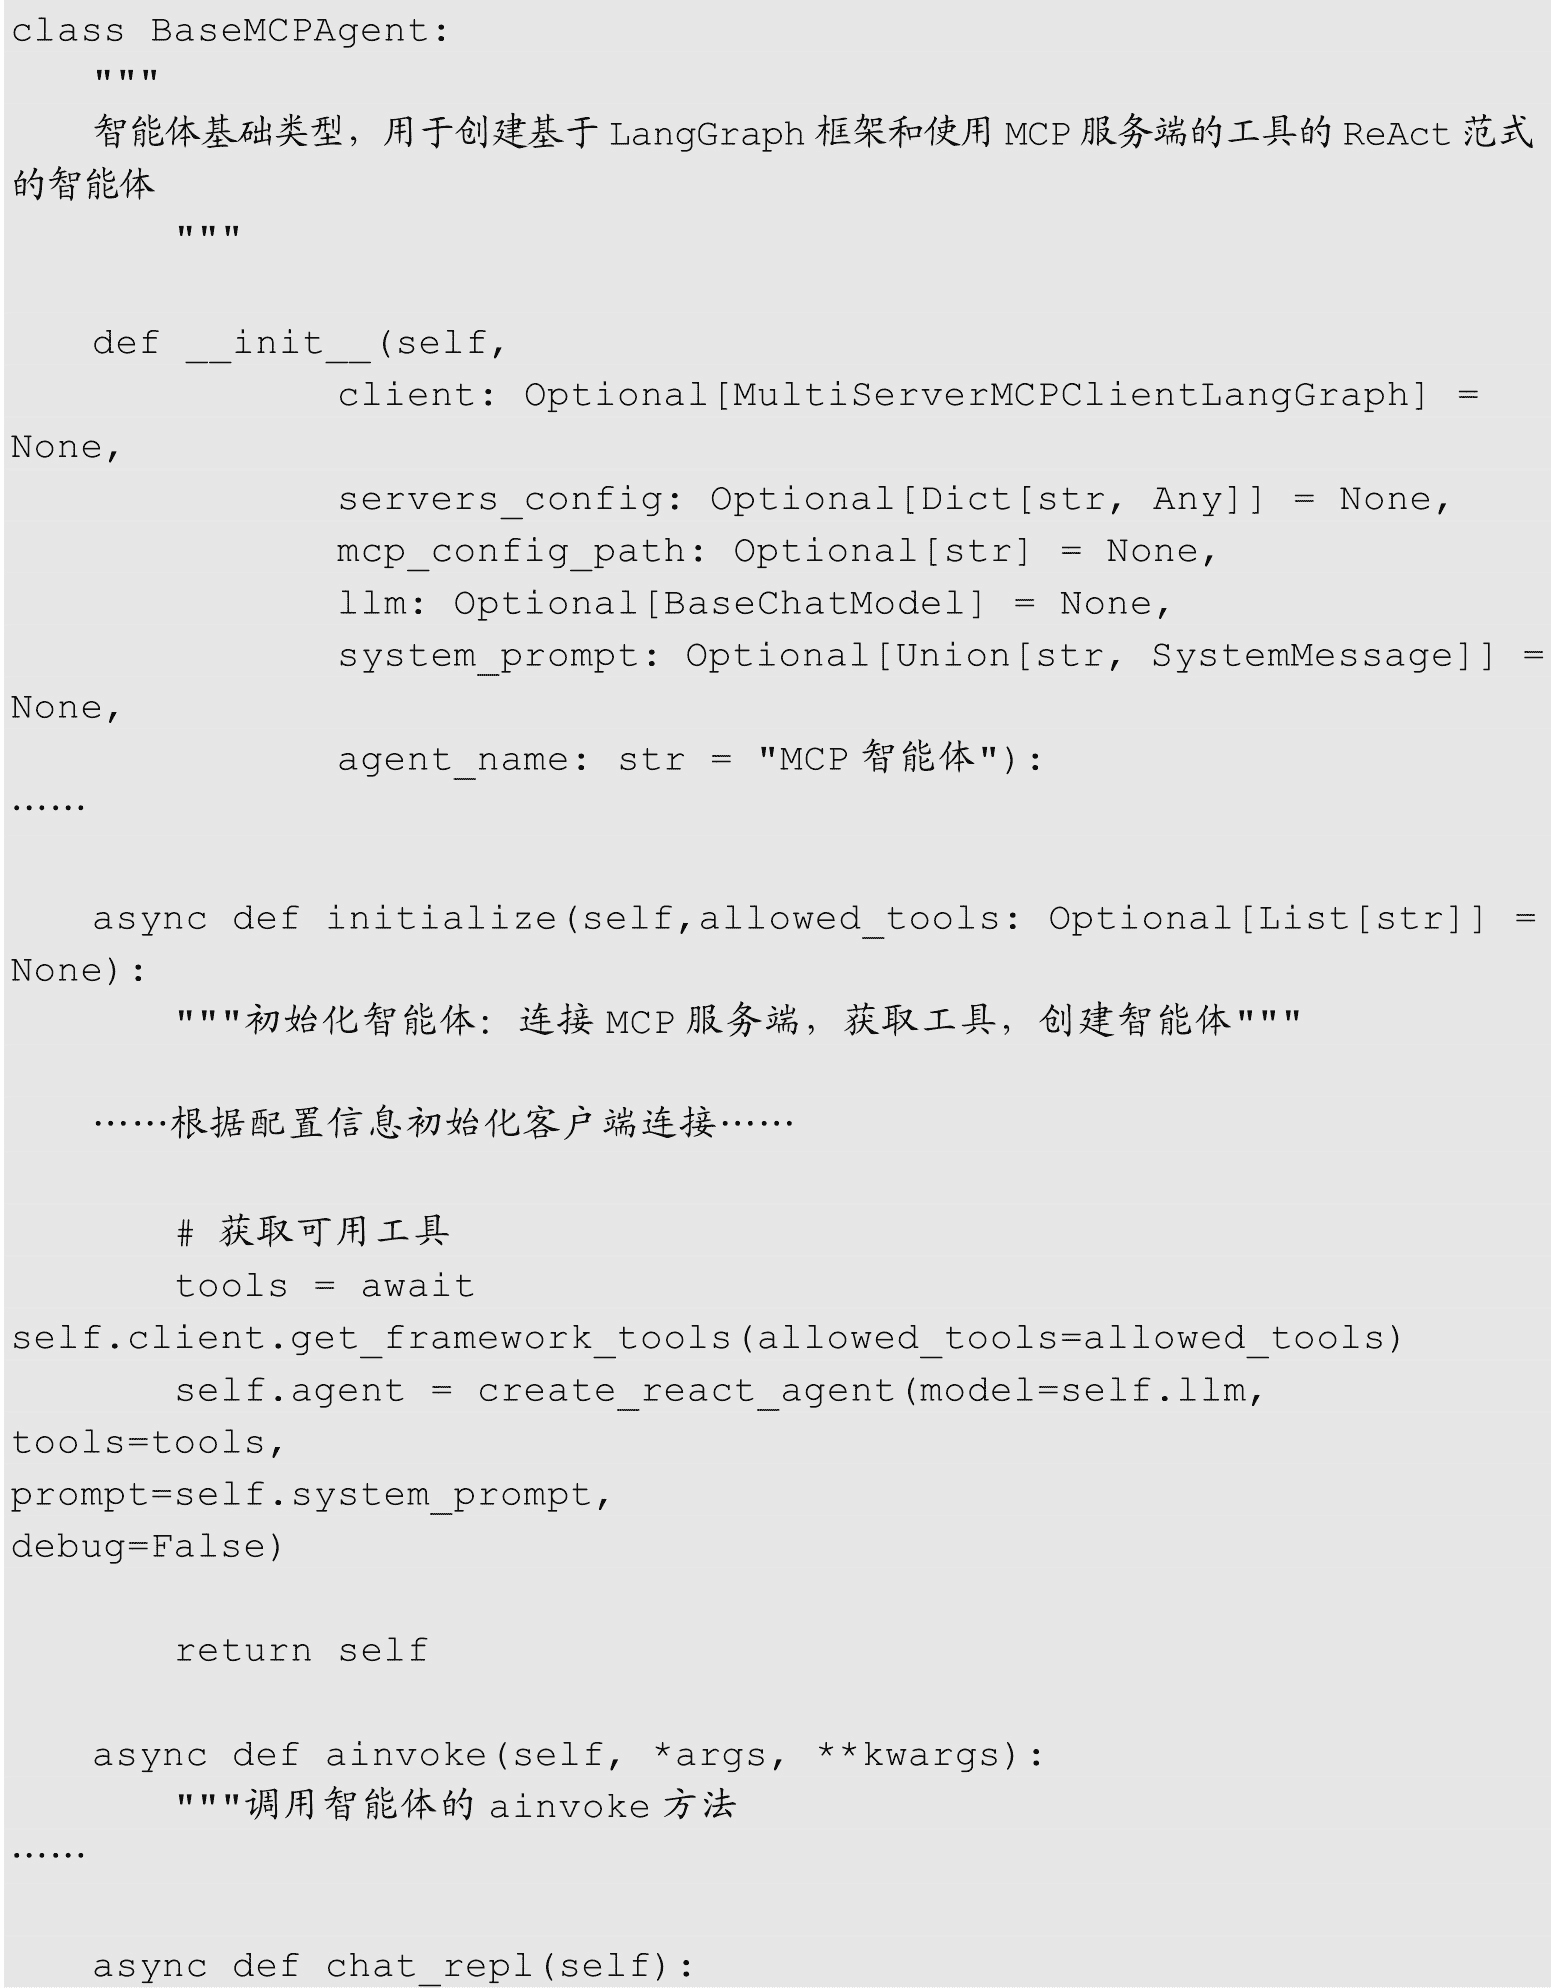 class BaseMCPAgent:
    """
    智能体基础类型，用于创建基于 LangGraph 框架和使用 MCP 服务端的工具的 ReAct 范式
的智能体
        """

    def __init__(self,
                client: Optional[MultiServerMCPClientLangGraph] =
None,
                servers_config: Optional[Dict[str, Any]] = None,
                mcp_config_path: Optional[str] = None,
                llm: Optional[BaseChatModel] = None,
                system_prompt: Optional[Union[str, SystemMessage]] =
None,
                agent_name: str = "MCP 智能体"):
……

    async def initialize(self,allowed_tools: Optional[List[str]] =
None):
        """初始化智能体：连接 MCP 服务端，获取工具，创建智能体"""

    ……根据配置信息初始化客户端连接……

        # 获取可用工具
        tools = await
self.client.get_framework_tools(allowed_tools=allowed_tools)
        self.agent = create_react_agent(model=self.llm,
tools=tools,
prompt=self.system_prompt,
debug=False)

        return self

    async def ainvoke(self, *args, **kwargs):
        """调用智能体的 ainvoke 方法
……

    async def chat_repl(self):